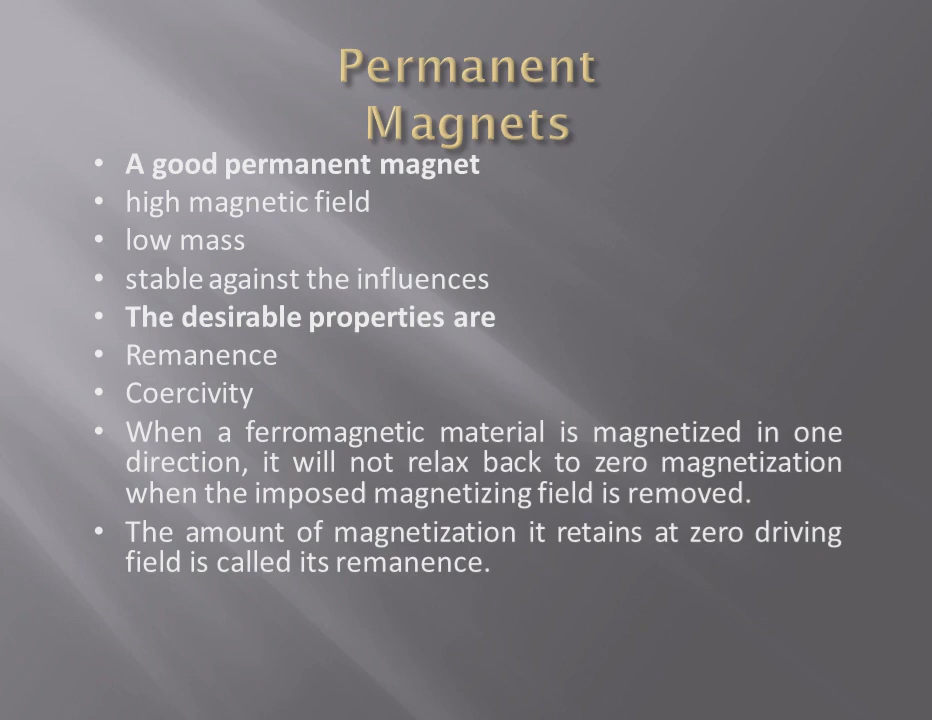 Permanent
Magnets
• A good permanent magnet
• high magnetic field
• low mass
• stable against the influences
• The desirable properties are
• Remanence
• Coercivity
• When a ferromagnetic material is magnetized in one
direction, it will not relax back to zero magnetization
when the imposed magnetizing field is removed.
• The amount of magnetization it retains at zero driving
field is called its remanence.